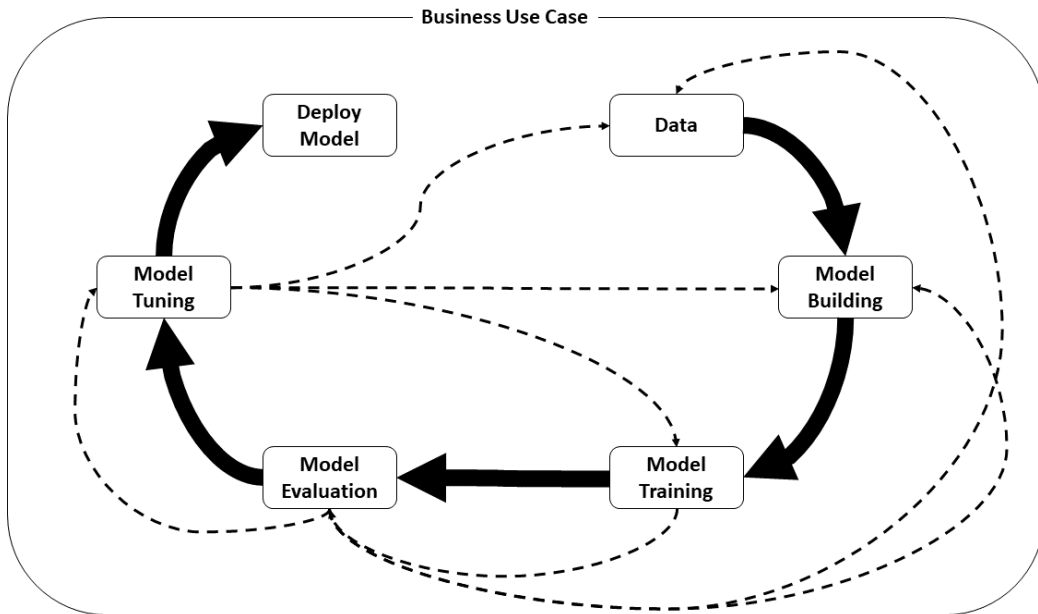 Business Use Case
Deploy
Model
Data
Model
Tuning
Model
Building
Model
Evaluation
Model
Training